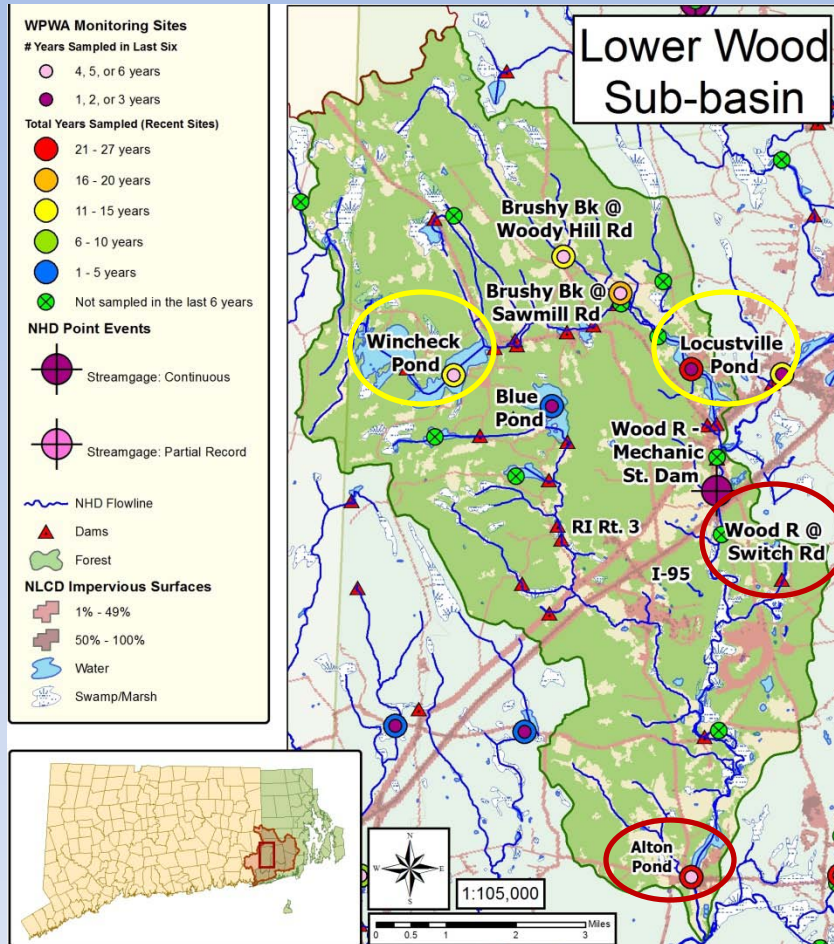 WPWA Monitoring Sites
# Years Sampled in Last Six
4, 5, or 6 years
1, 2, or 3 years
Total Years Sampled (Recent Sites)
21 - 27 years
16 - 20 years
11 - 15 years
6 - 10 years
1 - 5 years
Not sampled in the last 6 years
NHD Point Events
Streamgage: Continuous
Streamgage: Partial Record
NHD Flowline
Dams
Forest
NLCD Impervious Surfaces
1% - 49%
50% - 100%
Water
Swamp/Marsh
Lower Wood
Sub-basin
Brushy Bk @
Woody Hill Rd
Brushy Bk @
Sawmill Rd
Wincheck
Pond
Locustville
Pond
Blue
Pond
Wood R -
Mechanic
St. Dam
RI Rt. 3
Wood R @
Switch Rd
I-95
Alton
Pond
N
W
E
S
1:105,000
Miles
0 0.5 1 2 3